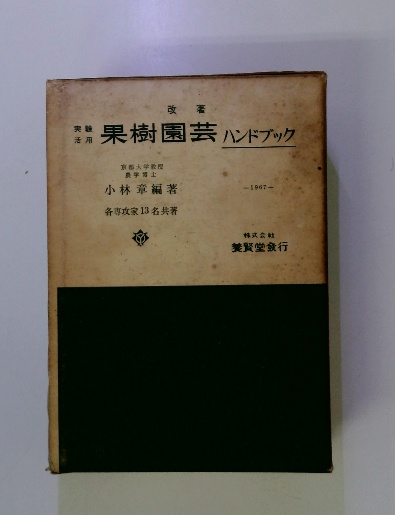 改著
実験
活用
果樹園芸ハンドブック
京都大学教授
農学博士
小林章編著
各専攻家13名共著
—1967—
株式会社
養賢堂発行